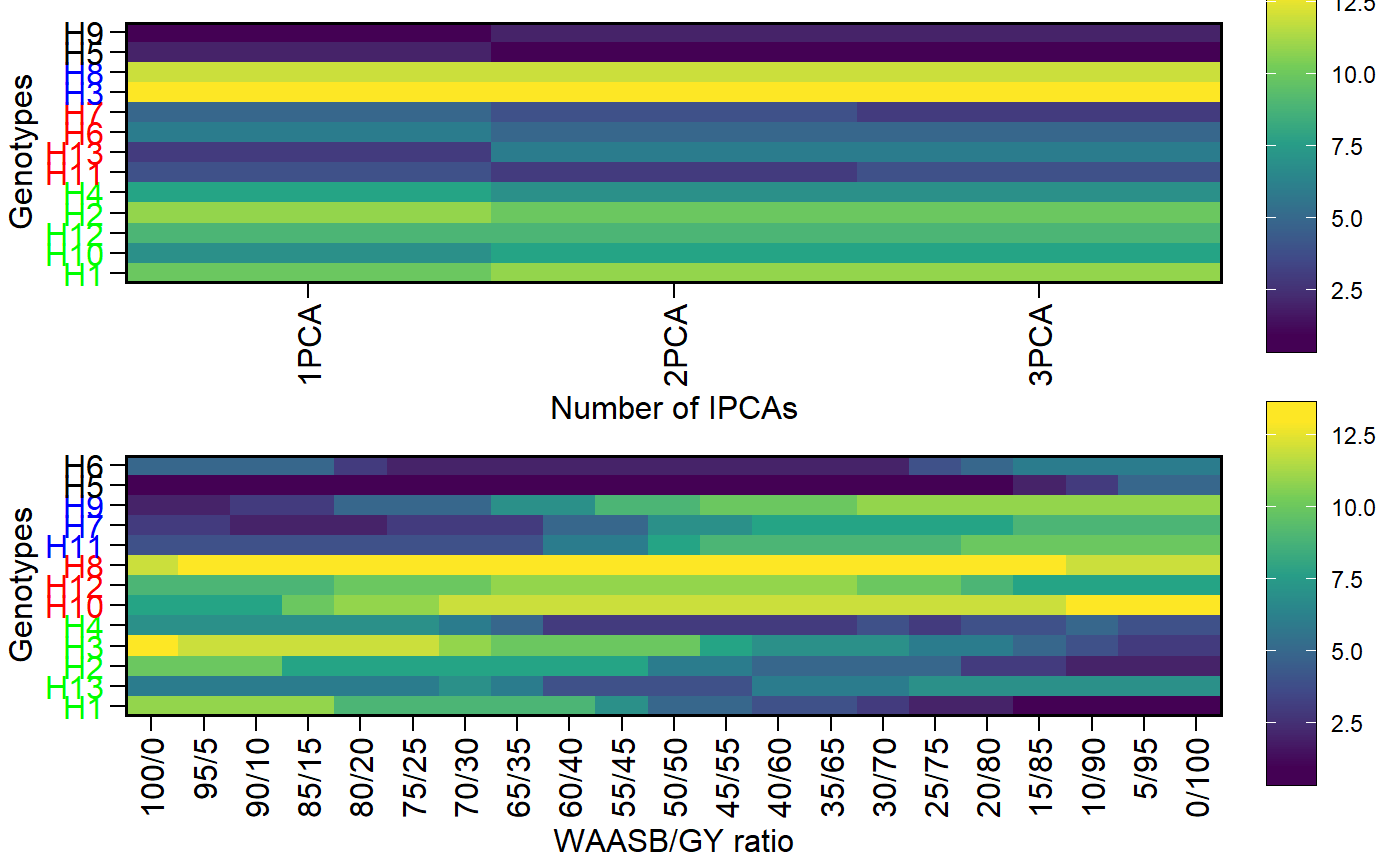 12.5
10.0
7.5
5.0
2.5
Genotypes
H9
H5
H8
H3
H7
H6
H13
H11
H4
H2
H12
H10
H1
1PCA 2PCA 3PCA
Number of IPCAs
12.5
10.0
7.5
5.0
2.5
Genotypes
H6
H5
H9
H7
H11
H8
H12
H10
H4
H3
H2
H13
H1
100/0 95/5 90/10 85/15 80/20 75/25 70/30 65/35 60/40 55/45 50/50 45/55 40/60 35/65 30/70 25/75 20/80 15/85 10/90 5/95 0/100
WAASB/GY ratio